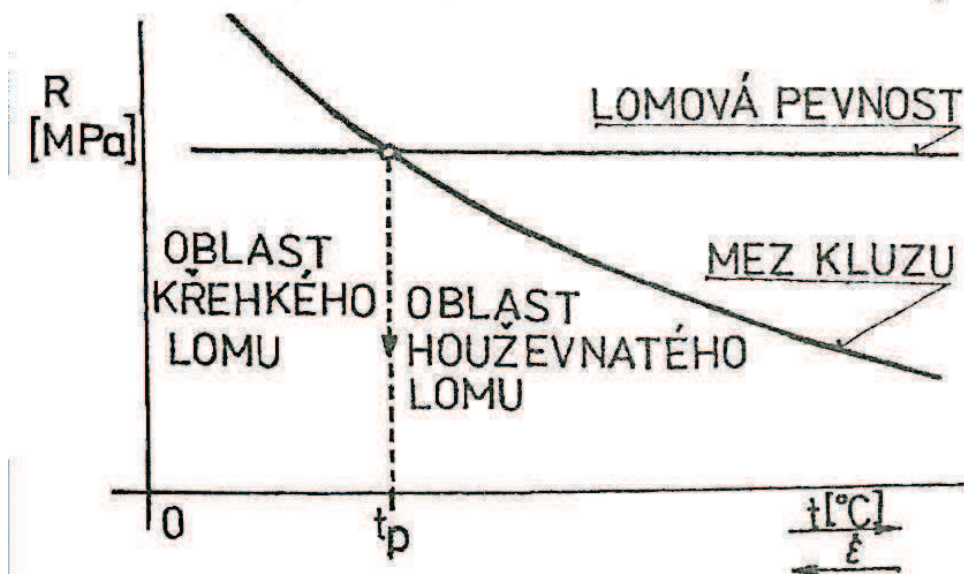 R
[MPa]
LOMOVÁ PEVNOST
OBLAST
KŘEHKÉHO
LOMU
OBLAST
HOUŽEVNATÉHO
LOMU
MEZ KLUZU
0
tp
t[°C]
ε̇